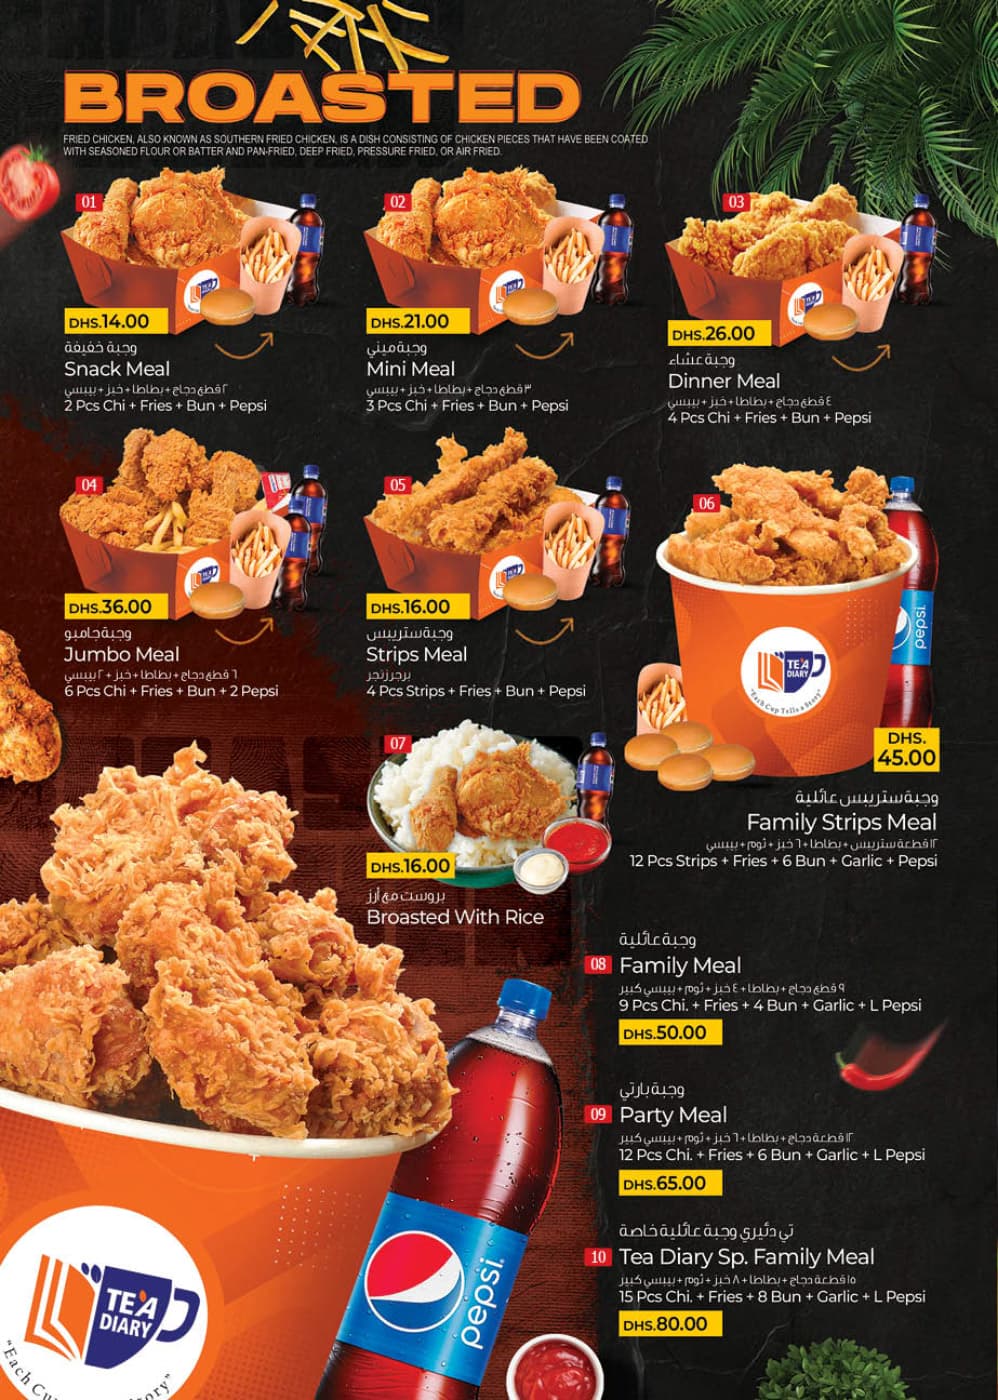 BROASTED
FRIED CHICKEN, ALSO KNOWN AS SOUTHERN FRIED CHICKEN, IS A DISH CONSISTING OF CHICKEN PIECES THAT HAVE BEEN COATED
WITH SEASONED FLOUR OR BATTER AND PAN-FRIED, DEEP FRIED, PRESSURE FRIED, OR AIR FRIED.
01
DHS.14.00
وجبة خفيفة
Snack Meal
٢ قطع دجاج + بطاطا + خبز + بيبسي
2 Pcs Chi + Fries + Bun + Pepsi
02
DHS.21.00
وجبة ميني
Mini Meal
٣ قطع دجاج + بطاطا + خبز + بيبسي
3 Pcs Chi + Fries + Bun + Pepsi
03
DHS.26.00
وجبة عشاء
Dinner Meal
٤ قطع دجاج + بطاطا + خبز + بيبسي
4 Pcs Chi + Fries + Bun + Pepsi
04
DHS.36.00
وجبة جامبو
Jumbo Meal
٦ قطع دجاج + بطاطا + خبز + ٢ بيبسي
6 Pcs Chi + Fries + Bun + 2 Pepsi
05
DHS.16.00
وجبة ستريبس
Strips Meal
برجر زنجر
4 Pcs Strips + Fries + Bun + Pepsi
06
TEA
DIARY
"Each Cup Tells a Story"
pepsi
DHS.
45.00
وجبة ستريبس عائلية
Family Strips Meal
١٢ قطعة ستريبس + بطاطا + ٦ خبز + ثوم + بيبسي
12 Pcs Strips + Fries + 6 Bun + Garlic + Pepsi
07
DHS.16.00
بروست مع أرز
Broasted With Rice
وجبة عائلية
08
Family Meal
٩ قطع دجاج + بطاطا + ٤ خبز + ثوم + بيبسي كبير
9 Pcs Chi. + Fries + 4 Bun + Garlic + L Pepsi
DHS.50.00
وجبة بارتي
09
Party Meal
١٢ قطعة دجاج + بطاطا + ٦ خبز + ثوم + بيبسي كبير
12 Pcs Chi. + Fries + 6 Bun + Garlic + L Pepsi
DHS.65.00
تي دئيري وجبة عائلية خاصة
10
Tea Diary Sp. Family Meal
١٥ قطعة دجاج + بطاطا + ٨ خبز + ثوم + بيبسي كبير
15 Pcs Chi. + Fries + 8 Bun + Garlic + L Pepsi
DHS.80.00
TEA
DIARY
"Each Cu
ory"
pepsi